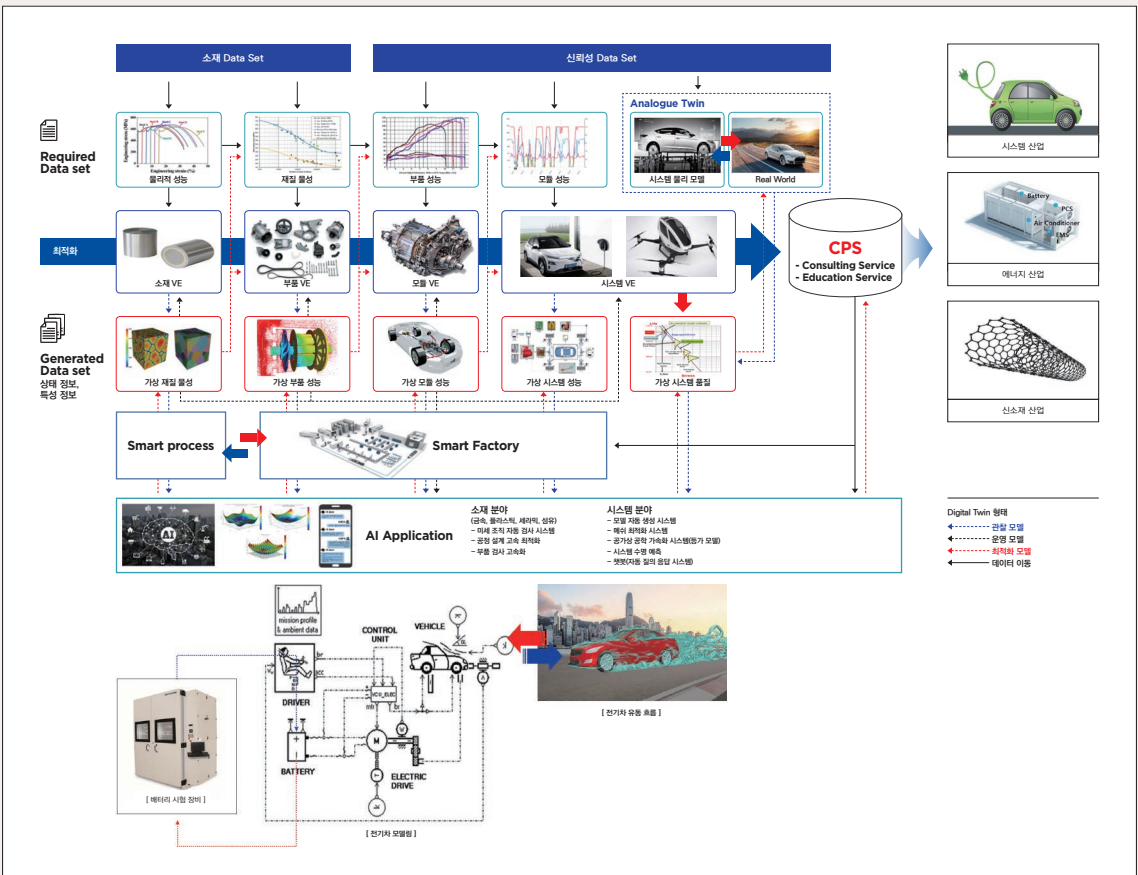 소재 Data Set
신뢰성 Data Set
Required
Data set
Engineering stress (MPa)
Engineering strain (%)
물리적 성능
재질 물성
부품 성능
모듈 성능
Analogue Twin
시스템 물리 모델
Real World
시스템 산업
최적화
소재 VE
부품 VE
모듈 VE
시스템 VE
CPS
- Consulting Service
- Education Service
Battery
PCS
Air Conditioner
EMS
에너지 산업
Generated
Data set
상태 정보,
특성 정보
가상 재질 물성
가상 부품 성능
가상 모듈 성능
가상 시스템 성능
가상 시스템 품질
신소재 산업
Smart process
Smart Factory
AI
AI Application
소재 분야
(금속, 플라스틱, 세라믹, 섬유)
- 미세 조직 자동 검사 시스템
- 공정 설계 고속 최적화
- 부품 검사 고속화
시스템 분야
- 모델 자동 생성 시스템
- 메쉬 최적화 시스템
- 공가상 공학 가속화 시스템(등가 모델)
- 시스템 수명 예측
- 챗봇(자동 질의 응답 시스템)
Digital Twin 형태
관찰 모델
운영 모델
최적화 모델
데이터 이동
mission profile
& ambient data
DRIVER
br
acc
CONTROL
UNIT
VCU_ELEC
mtr
br
VEHICLE
BATTERY
M
ELECTRIC
DRIVE
[ 배터리 시험 장비 ]
[ 전기차 모델링 ]
[ 전기차 유동 흐름 ]